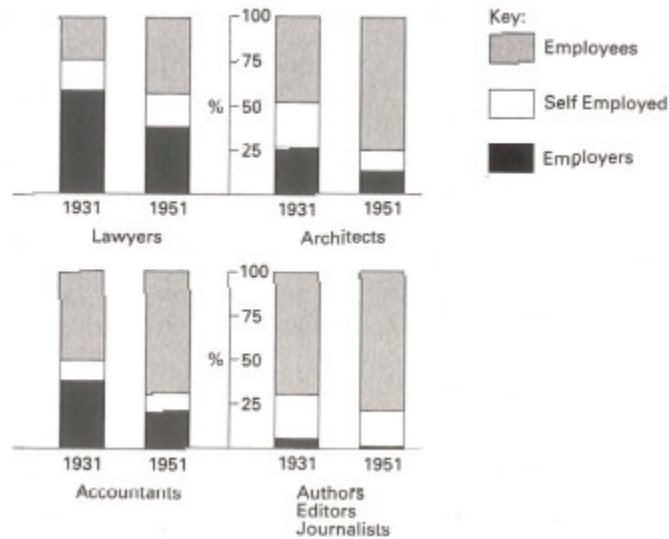 100
75
% 50
25
1931 1951 1931 1951
Lawyers Architects
Key:
Employees
Self Employed
Employers
100
75
% 50
25
1931 1951 1931 1951
Accountants Authors
Editors
Journalists